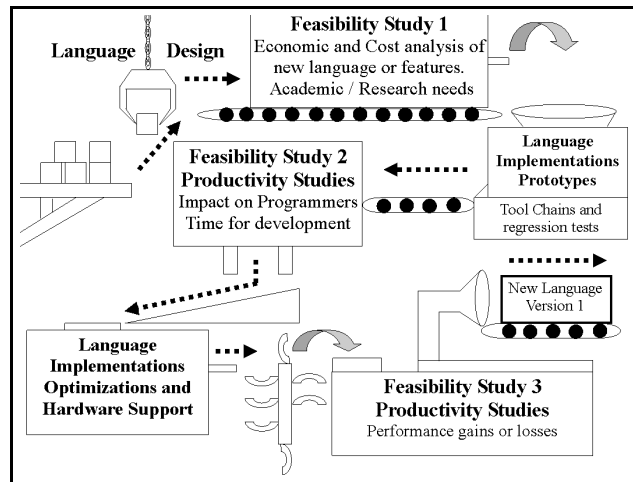 Language Design
Feasibility Study 1
Economic and Cost analysis of
new language or features.
Academic / Research needs
Language
Implementations
Prototypes
Tool Chains and
regression tests
Feasibility Study 2
Productivity Studies
Impact on Programmers
Time for development
Language
Implementations
Optimizations and
Hardware Support
Feasibility Study 3
Productivity Studies
Performance gains or losses
New Language
Version 1